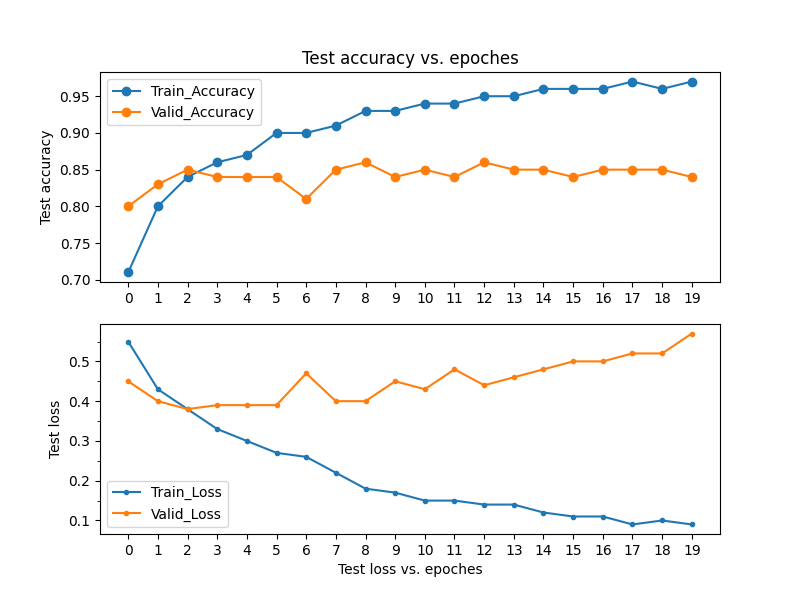 Test accuracy vs. epoches
Test accuracy
0.95
0.90
0.85
0.80
0.75
0.70
Train_Accuracy
Valid_Accuracy
0 1 2 3 4 5 6 7 8 9 10 11 12 13 14 15 16 17 18 19
Test loss
0.5
0.4
0.3
0.2
0.1
Train_Loss
Valid_Loss
0 1 2 3 4 5 6 7 8 9 10 11 12 13 14 15 16 17 18 19
Test loss vs. epoches